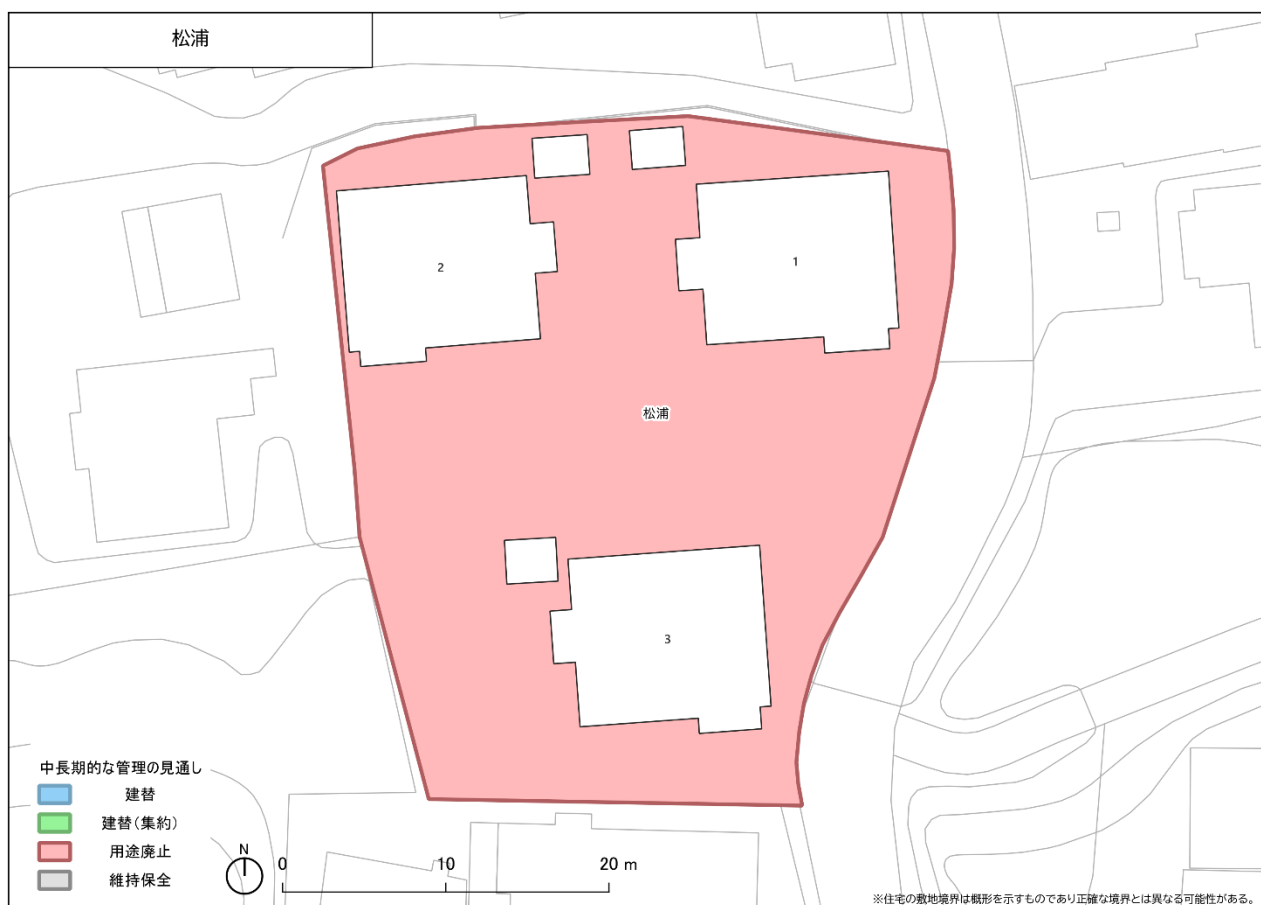 松浦
2
1
松浦
3
中長期的な管理の見通し
建替
建替(集約)
用途廃止
維持保全
N
0 10 20 m
※住宅の敷地境界は概形を示すものであり正確な境界とは異なる可能性がある。